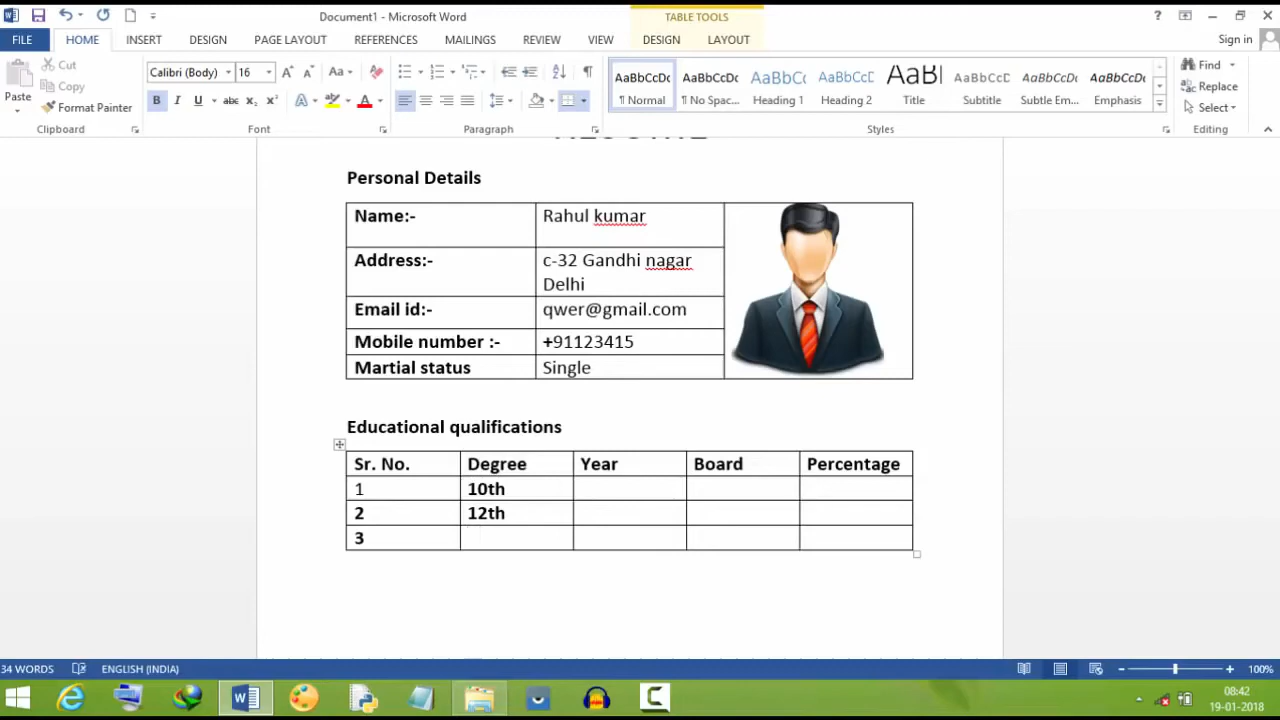 Document1 - Microsoft Word
TABLE TOOLS
?
FILE
HOME
INSERT
DESIGN
PAGE LAYOUT
REFERENCES
MAILINGS
REVIEW
VIEW
DESIGN
LAYOUT
Sign in
Paste
Cut
Copy
Format Painter
Clipboard
Calibri (Body)
16
Aa
B I U abc x₂ x²
A
A
Font
Paragraph
AaBbCcDc
¶ Normal
AaBbCcDc
¶ No Spac...
AaBbC
Heading 1
AaBbCcC
Heading 2
AaBl
Title
AaBbCcD
Subtitle
AaBbCcDc
Subtle Em...
AaBbCcDc
Emphasis
Styles
Find
Replace
Select
Editing
Personal Details
Name:-
Rahul kumar
Address:-
c-32 Gandhi nagar
Delhi
Email id:-
qwer@gmail.com
Mobile number :-
+91123415
Martial status
Single
Educational qualifications
Sr. No.
Degree
Year
Board
Percentage
1
10th
2
12th
3
34 WORDS
ENGLISH (INDIA)
100%
08:42
19-01-2018